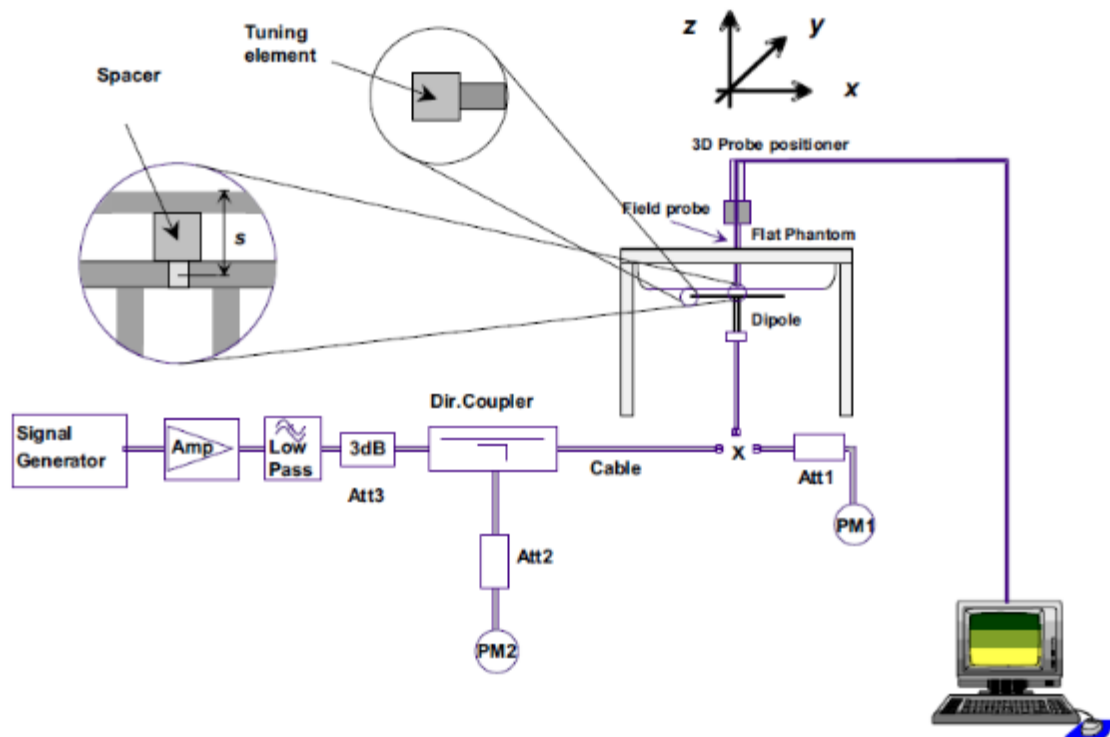 Tuning
element
Spacer
s
z
y
x
3D Probe positioner
Field probe
Flat Phantom
Dipole
Dir.Coupler
Signal
Generator
Amp
Low
Pass
3dB
Att3
Cable
X
Att1
PM1
Att2
PM2